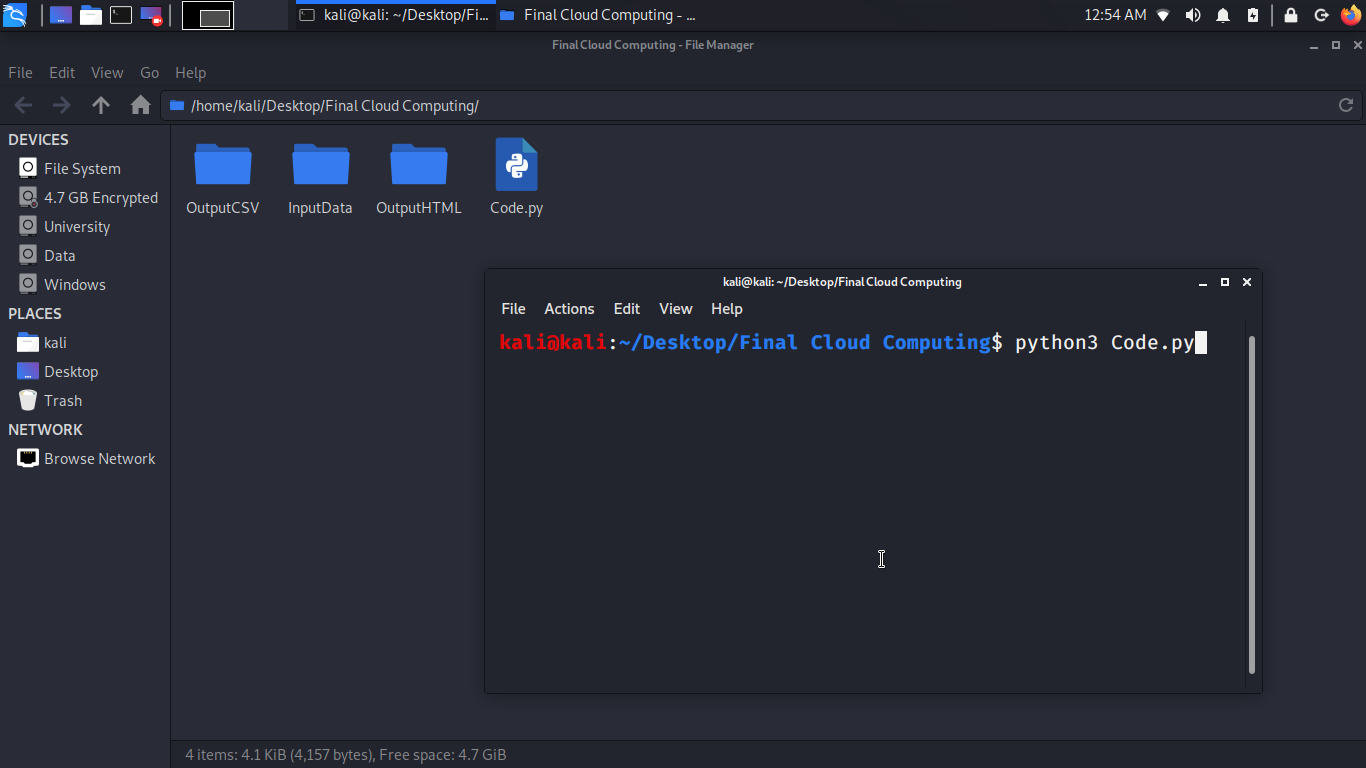 kali@kali: ~/Desktop/Fi...
Final Cloud Computing - ...
12:54 AM
Final Cloud Computing - File Manager
File Edit View Go Help
/home/kali/Desktop/Final Cloud Computing/
DEVICES
File System
4.7 GB Encrypted
University
Data
Windows
PLACES
kali
Desktop
Trash
NETWORK
Browse Network
OutputCSV InputData OutputHTML Code.py
kali@kali: ~/Desktop/Final Cloud Computing
File Actions Edit View Help
kali@kali:~/Desktop/Final Cloud Computing$ python3 Code.py
4 items: 4.1 KiB (4,157 bytes), Free space: 4.7 GiB